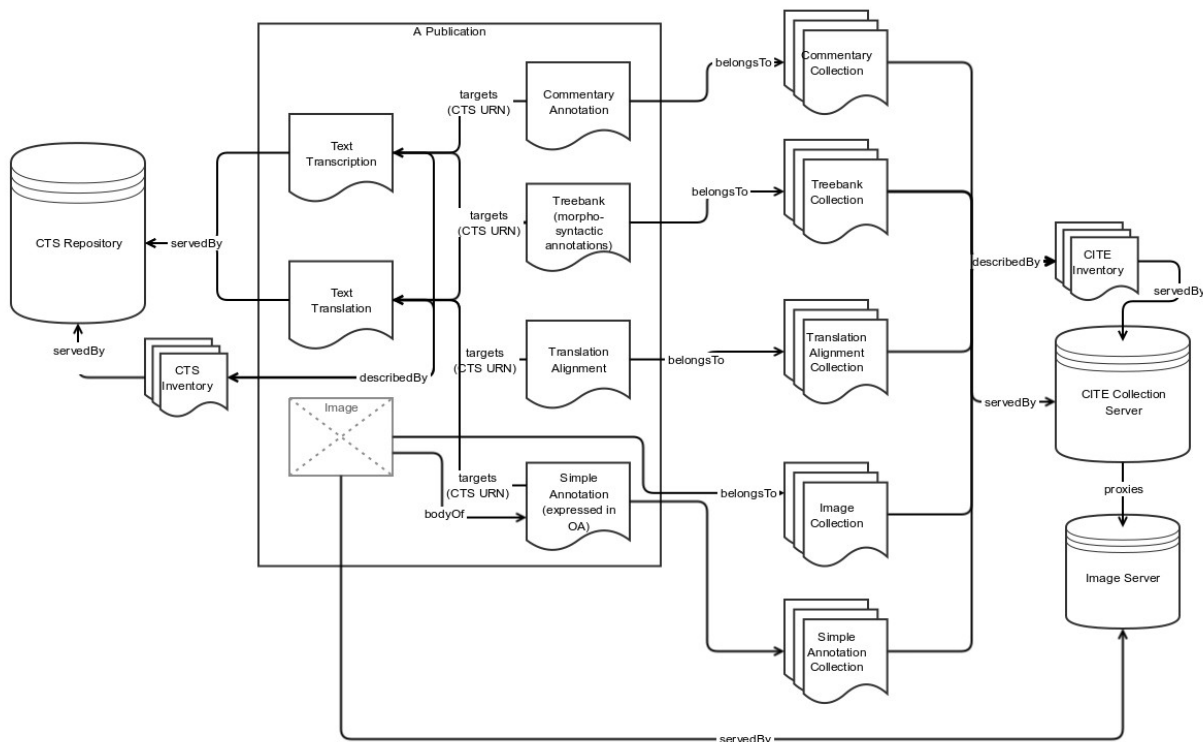 A Publication
Commentary
Collection
belongsTo
targets
(CTS URN)
Commentary
Annotation
Text
Transcription
Treebank
Collection
belongsTo
Treebank
(morpho-
syntactic
annotations)
targets
(CTS URN)
CTS Repository
servedBy
describedBy
CITE
Inventory
servedBy
Text
Translation
Translation
Alignment
Collection
belongsTo
Translation
Alignment
targets
(CTS URN)
servedBy
CTS
Inventory
describedBy
servedBy
CITE Collection
Server
Image
proxies
targets
(CTS URN)
Simple
Annotation
(expressed in
OA)
bodyOf
belongsTo
Image
Collection
Image Server
Simple
Annotation
Collection
servedBy